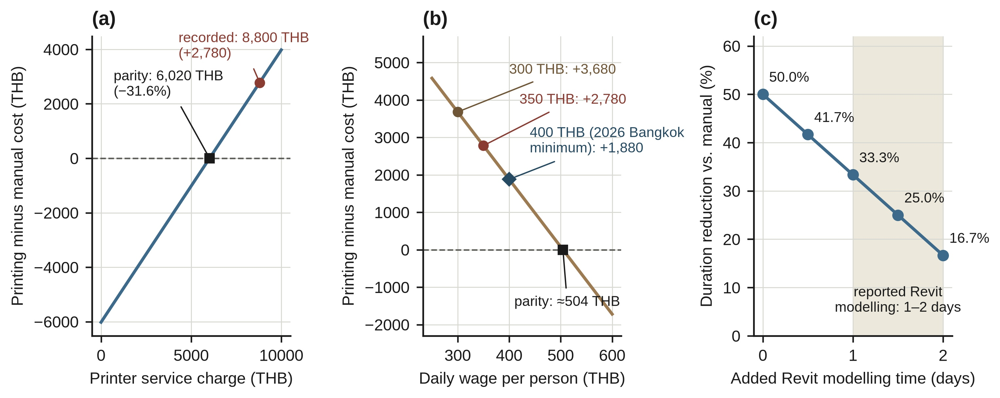 (a)
recorded: 8,800 THB
(+2,780)
parity: 6,020 THB
(−31.6%)
4000
2000
0
−2000
−4000
−6000
0
5000
10000
Printing minus manual cost (THB)
Printer service charge (THB)
(b)
300 THB: +3,680
350 THB: +2,780
400 THB (2026 Bangkok
minimum): +1,880
parity: ≈504 THB
5000
4000
3000
2000
1000
0
−1000
−2000
300
400
500
600
Printing minus manual cost (THB)
Daily wage per person (THB)
(c)
50.0%
41.7%
33.3%
25.0%
16.7%
reported Revit
modelling: 1–2 days
60
50
40
30
20
10
0
0
1
2
Duration reduction vs. manual (%)
Added Revit modelling time (days)